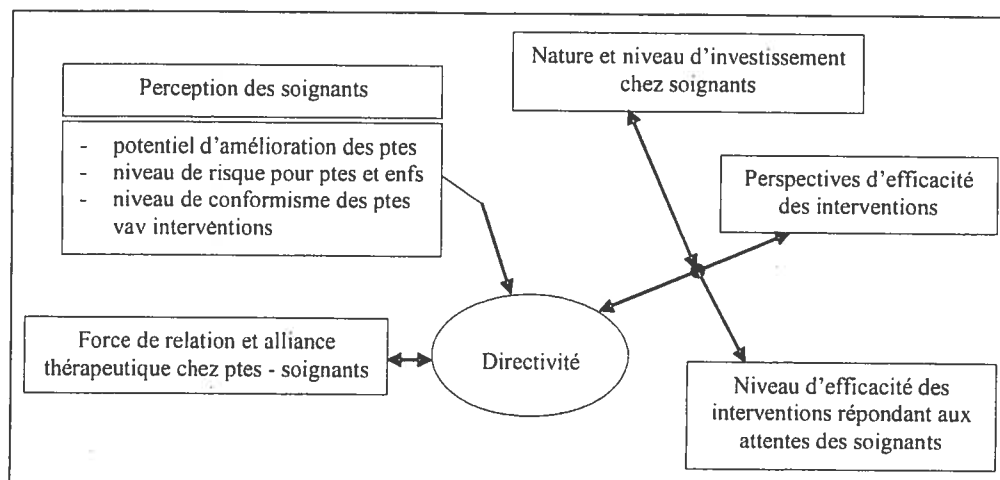 Nature et niveau d'investissement
chez soignants
Perception des soignants
- potentiel d'amélioration des ptes
- niveau de risque pour ptes et enfs
- niveau de conformisme des ptes
vav interventions
Perspectives d'efficacité
des interventions
Force de relation et alliance
thérapeutique chez ptes - soignants
Directivité
Niveau d'efficacité des
interventions répondant aux
attentes des soignants